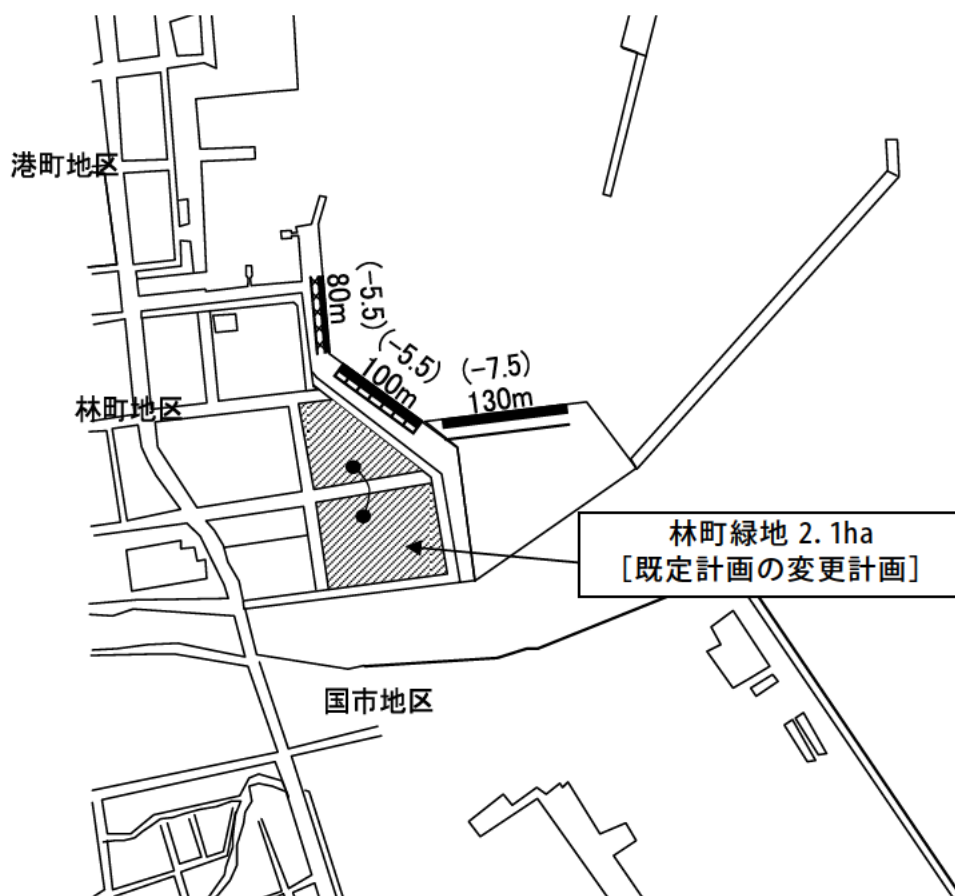 港町地区
(-5.5)
80m
(-5.5)
100m
(-7.5)
130m
林町地区
林町緑地 2.1ha
[既定計画の変更計画]
国市地区